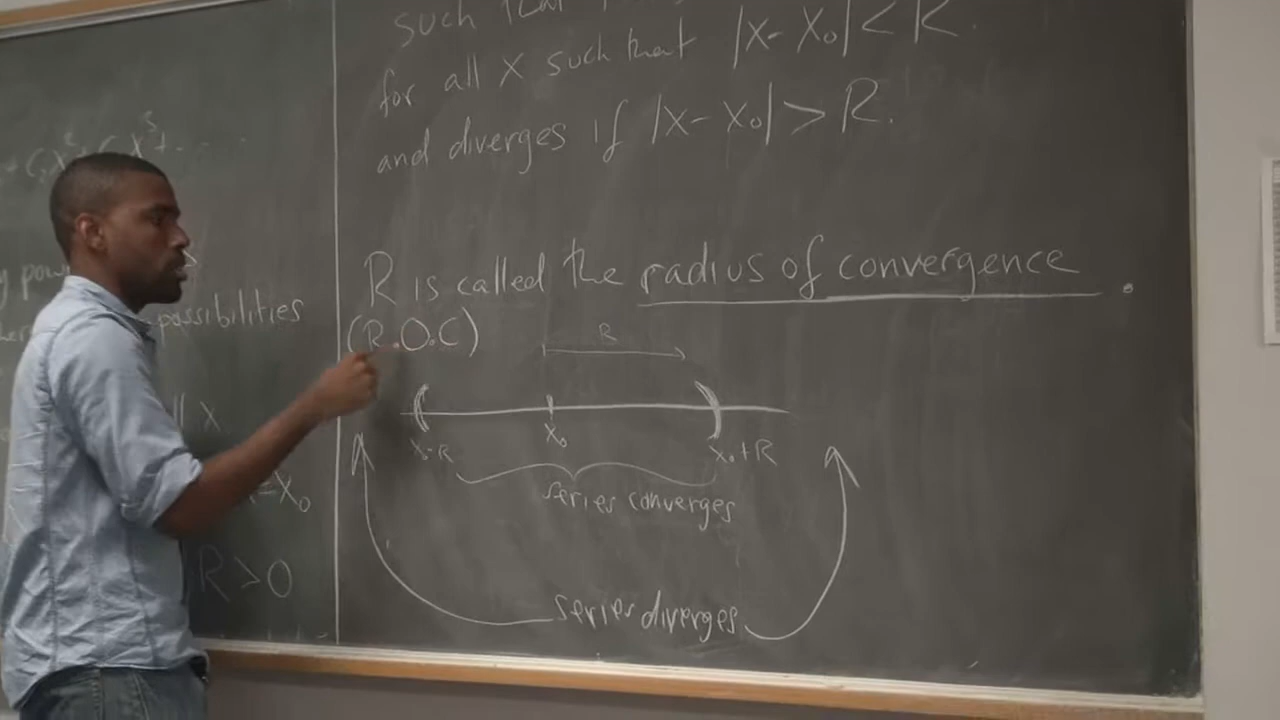 possibilities
x
x=x₀
R > 0
such that
for all x such that |x- x₀| < R.
and diverges if |x- x₀| > R.
R is called the radius of convergence.
(R.O.C)
R
x₀-R x₀ x₀+R
series converges
series diverges